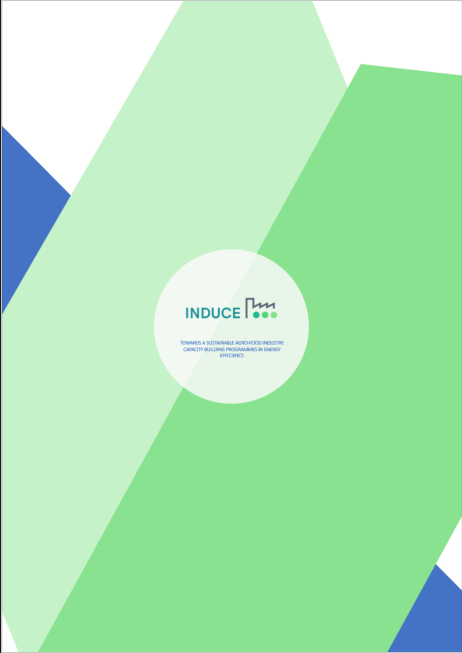 INDUCE
TOWARDS A SUSTAINABLE AGRO-FOOD INDUSTRY.
CAPACITY BUILDING PROGRAMMES IN ENERGY
EFFICIENCY.